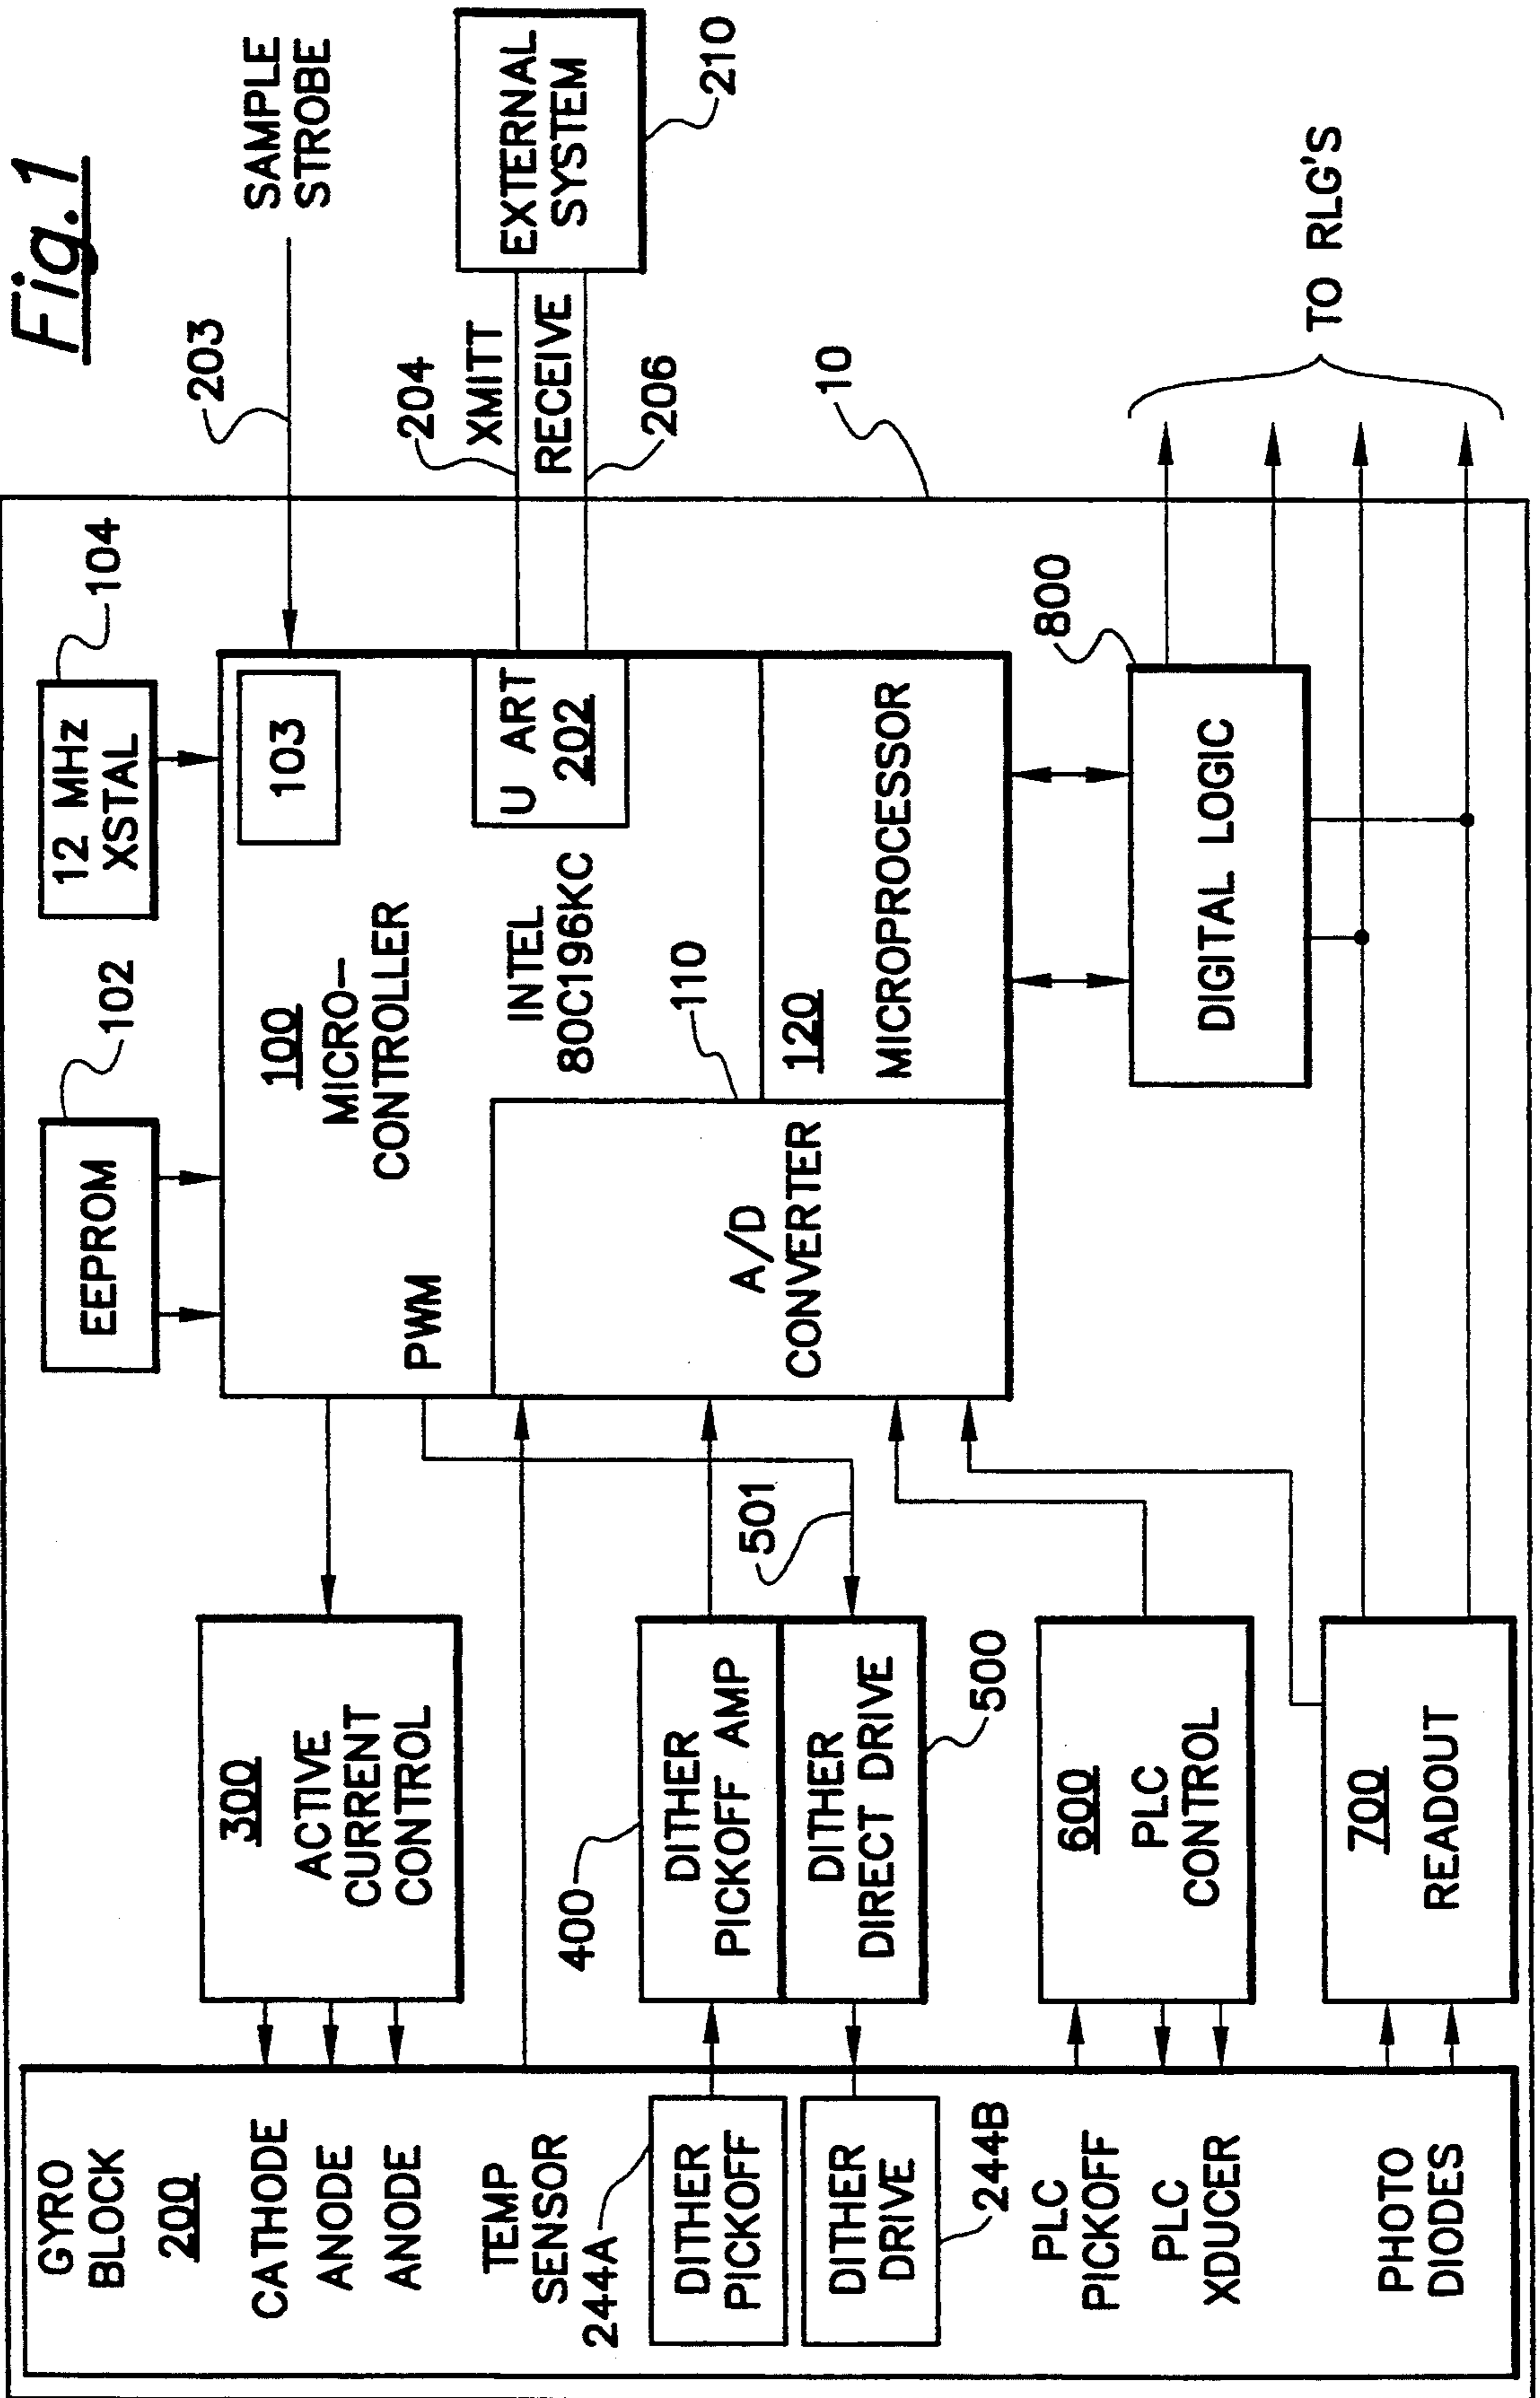 Fig. 1
GYRO
BLOCK
200
CATHODE
ANODE
ANODE
TEMP
SENSOR
244A
DITHER
PICKOFF
DITHER
DRIVE
244B
PLC
PICKOFF
PLC
XDUCER
PHOTO
DIODES
300
ACTIVE
CURRENT
CONTROL
400
DITHER
PICKOFF AMP
DITHER
DIRECT DRIVE
500
501
600
PLC
CONTROL
700
READOUT
EEPROM
102
12 MHz
XSTAL
104
100
MICRO-
CONTROLLER
PWM
INTEL
80C196KC
103
U ART
202
A/D
CONVERTER
110
120
MICROPROCESSOR
DIGITAL LOGIC
800
203
SAMPLE
STROBE
204
XMITT
RECEIVE
206
EXTERNAL
SYSTEM
210
10
TO RLG'S